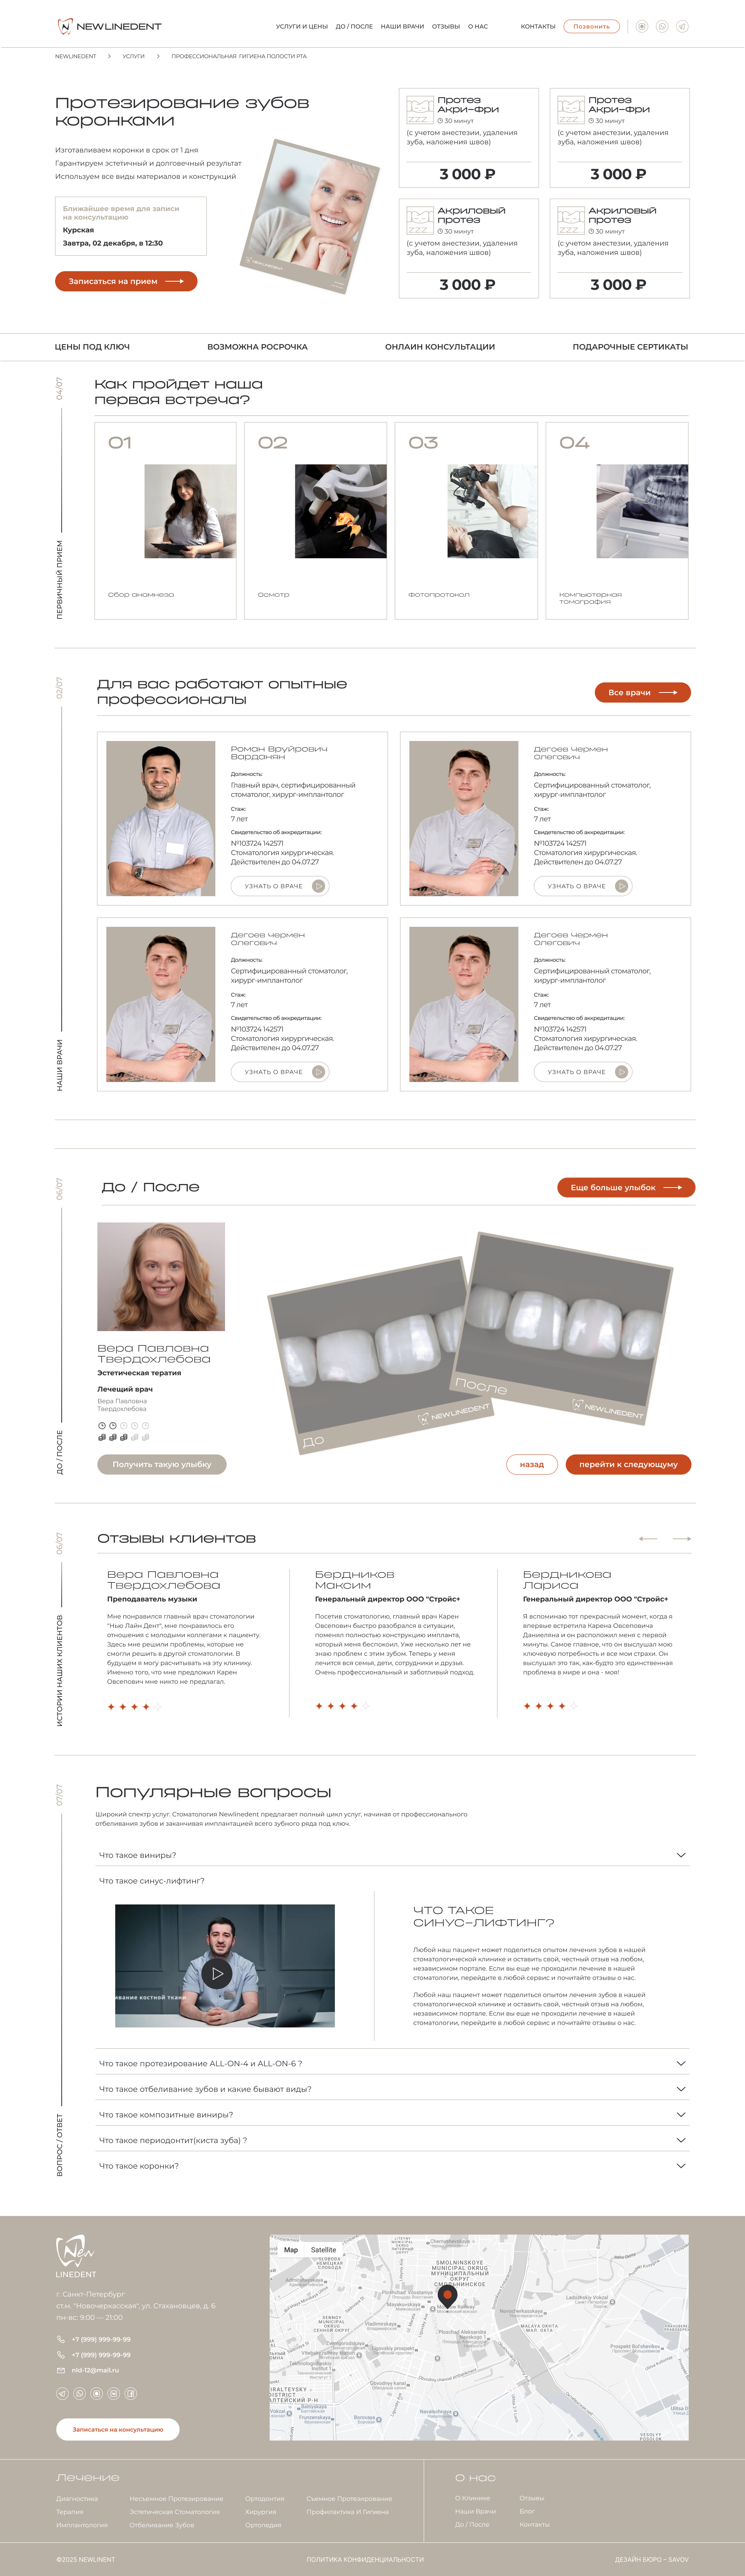 NEWLINEDENT
УСЛУГИ И ЦЕНЫ
ДО / ПОСЛЕ
НАШИ ВРАЧИ
ОТЗЫВЫ
О НАС
КОНТАКТЫ
Позвонить
NEWLINEDENT
УСЛУГИ
ПРОФЕССИОНАЛЬНАЯ ГИГИЕНА ПОЛОСТИ РТА
Протезирование зубов
коронками
Изготавливаем коронки в срок от 1 дня
Гарантируем эстетичный и долговечный результат
Используем все виды материалов и конструкций
Ближайшее время для записи
на консультацию
Курская
Завтра, 02 декабря, в 12:30
Записаться на прием
NEWLINEDENT
Протез
Акри-Фри
30 минут
(с учетом анестезии, удаления
зуба, наложения швов)
3 000 ₽
Протез
Акри-Фри
30 минут
(с учетом анестезии, удаления
зуба, наложения швов)
3 000 ₽
Акриловый
протез
30 минут
(с учетом анестезии, удаления
зуба, наложения швов)
3 000 ₽
Акриловый
протез
30 минут
(с учетом анестезии, удаления
зуба, наложения швов)
3 000 ₽
ЦЕНЫ ПОД КЛЮЧ
ВОЗМОЖНА РОСРОЧКА
ОНЛАЙН КОНСУЛЬТАЦИИ
ПОДАРОЧНЫЕ СЕРТИКАТЫ
04/07
ПЕРВИЧНЫЙ ПРИЕМ
Как пройдет наша
первая встреча?
01
Сбор анамнеза
02
Осмотр
03
Фотопротокол
04
Компьютерная
томография
02/07
НАШИ ВРАЧИ
Для вас работают опытные
профессионалы
Все врачи
Роман Вруйрович
Варданян
Должность:
Главный врач, сертифицированный
стоматолог, хирург-имплантолог
Стаж:
7 лет
Свидетельство об аккредитации:
№103724 142571
Стоматология хирургическая.
Действителен до 04.07.27
УЗНАТЬ О ВРАЧЕ
Дегоев Чермен
Олегович
Должность:
Сертифицированный стоматолог,
хирург-имплантолог
Стаж:
7 лет
Свидетельство об аккредитации:
№103724 142571
Стоматология хирургическая.
Действителен до 04.07.27
УЗНАТЬ О ВРАЧЕ
Дегоев Чермен
Олегович
Должность:
Сертифицированный стоматолог,
хирург-имплантолог
Стаж:
7 лет
Свидетельство об аккредитации:
№103724 142571
Стоматология хирургическая.
Действителен до 04.07.27
УЗНАТЬ О ВРАЧЕ
Дегоев Чермен
Олегович
Должность:
Сертифицированный стоматолог,
хирург-имплантолог
Стаж:
7 лет
Свидетельство об аккредитации:
№103724 142571
Стоматология хирургическая.
Действителен до 04.07.27
УЗНАТЬ О ВРАЧЕ
06/07
ДО / ПОСЛЕ
До / После
Еще больше улыбок
Вера Павловна
Твердохлебова
Эстетическая терапия
Лечещий врач
Вера Павловна
Твердохлебова
Получить такую улыбку
До
NEWLINEDENT
После
NEWLINEDENT
назад
перейти к следующуму
06/07
ИСТОРИИ НАШИХ КЛИЕНТОВ
Отзывы клиентов
Вера Павловна
Твердохлебова
Преподаватель музыки
Мне понравился главный врач стоматологии
"Нью Лайн Дент", мне понравилось его
отношение с молодыми коллегами к пациенту.
Здесь мне решили проблемы, которые не
смогли решить в другой стоматологии. В
будущем я могу расчитывать на эту клинику.
Именно того, что мне предложил Карен
Овсепович мне никто не предлагал.
Бердников
Максим
Генеральный директор ООО "Стройс+
Посетив стоматологию, главный врач Карен
Овсепович быстро разобрался в ситуации,
поменял полностью конструкцию импланта,
который меня беспокоил. Уже несколько лет не
знаю проблем с этим зубом. Теперь у меня
лечится вся семья, дети, сотрудники и друзья.
Очень профессиональный и заботливый подход.
Бердникова
Лариса
Генеральный директор ООО "Стройс+
Я вспоминаю тот прекрасный момент, когда я
впервые встретила Карена Овсеповича
Даниеляна и он расположил меня с первой
минуты. Самое главное, что он выслушал мою
ключевую потребность и все мои страхи. Он
выслушал это так, как-будто это единственная
проблема в мире и она - моя!
07/07
ВОПРОС / ОТВЕТ
Популярные вопросы
Широкий спектр услуг. Стоматология Newlinedent предлагает полный цикл услуг, начиная от профессионального
отбеливания зубов и заканчивая имплантацией всего зубного ряда под ключ.
Что такое виниры?
Что такое синус-лифтинг?
ивание костной ткани
ЧТО ТАКОЕ
СИНУС-ЛИФТИНГ?
Любой наш пациент может поделиться опытом лечения зубов в нашей
стоматологической клинике и оставить свой, честный отзыв на любом,
независимом портале. Если вы еще не проходили лечение в нашей
стоматологии, перейдите в любой сервис и почитайте отзывы о нас.
Любой наш пациент может поделиться опытом лечения зубов в нашей
стоматологической клинике и оставить свой, честный отзыв на любом,
независимом портале. Если вы еще не проходили лечение в нашей
стоматологии, перейдите в любой сервис и почитайте отзывы о нас.
Что такое протезирование ALL-ON-4 и ALL-ON-6 ?
Что такое отбеливание зубов и какие бывают виды?
Что такое композитные виниры?
Что такое периодонтит(киста зуба) ?
Что такое коронки?
New
LINEDENT
г. Санкт-Петербург
ст.м. "Новочеркасская", ул. Стахановцев, д. 6
пн-вс: 9:00 — 21:00
+7 (999) 999-99-99
+7 (999) 999-99-99
nld-12@mail.ru
Записаться на консультацию
Map
Satellite
SMOLNINSKOYE
MUNICIPAL OKRUG
МУНИЦИПАЛЬНЫЙ
ОКРУГ
MALAYA OKHTA
МАЛ. ОХТА
Лечение
Диагностика
Терапия
Имплантология
Несъемное Протезирование
Эстетическая Стоматология
Отбеливание Зубов
Ортодонтия
Хирургия
Ортопедия
Съемное Протезирование
Профилактика И Гигиена
О нас
О Клинике
Наши Врачи
До / После
Отзывы
Блог
Контакты
©2025 NEWLINENT
ПОЛИТИКА КОНФИДЕНЦИАЛЬНОСТИ
ДЕЗАЙН БЮРО – SAVOV